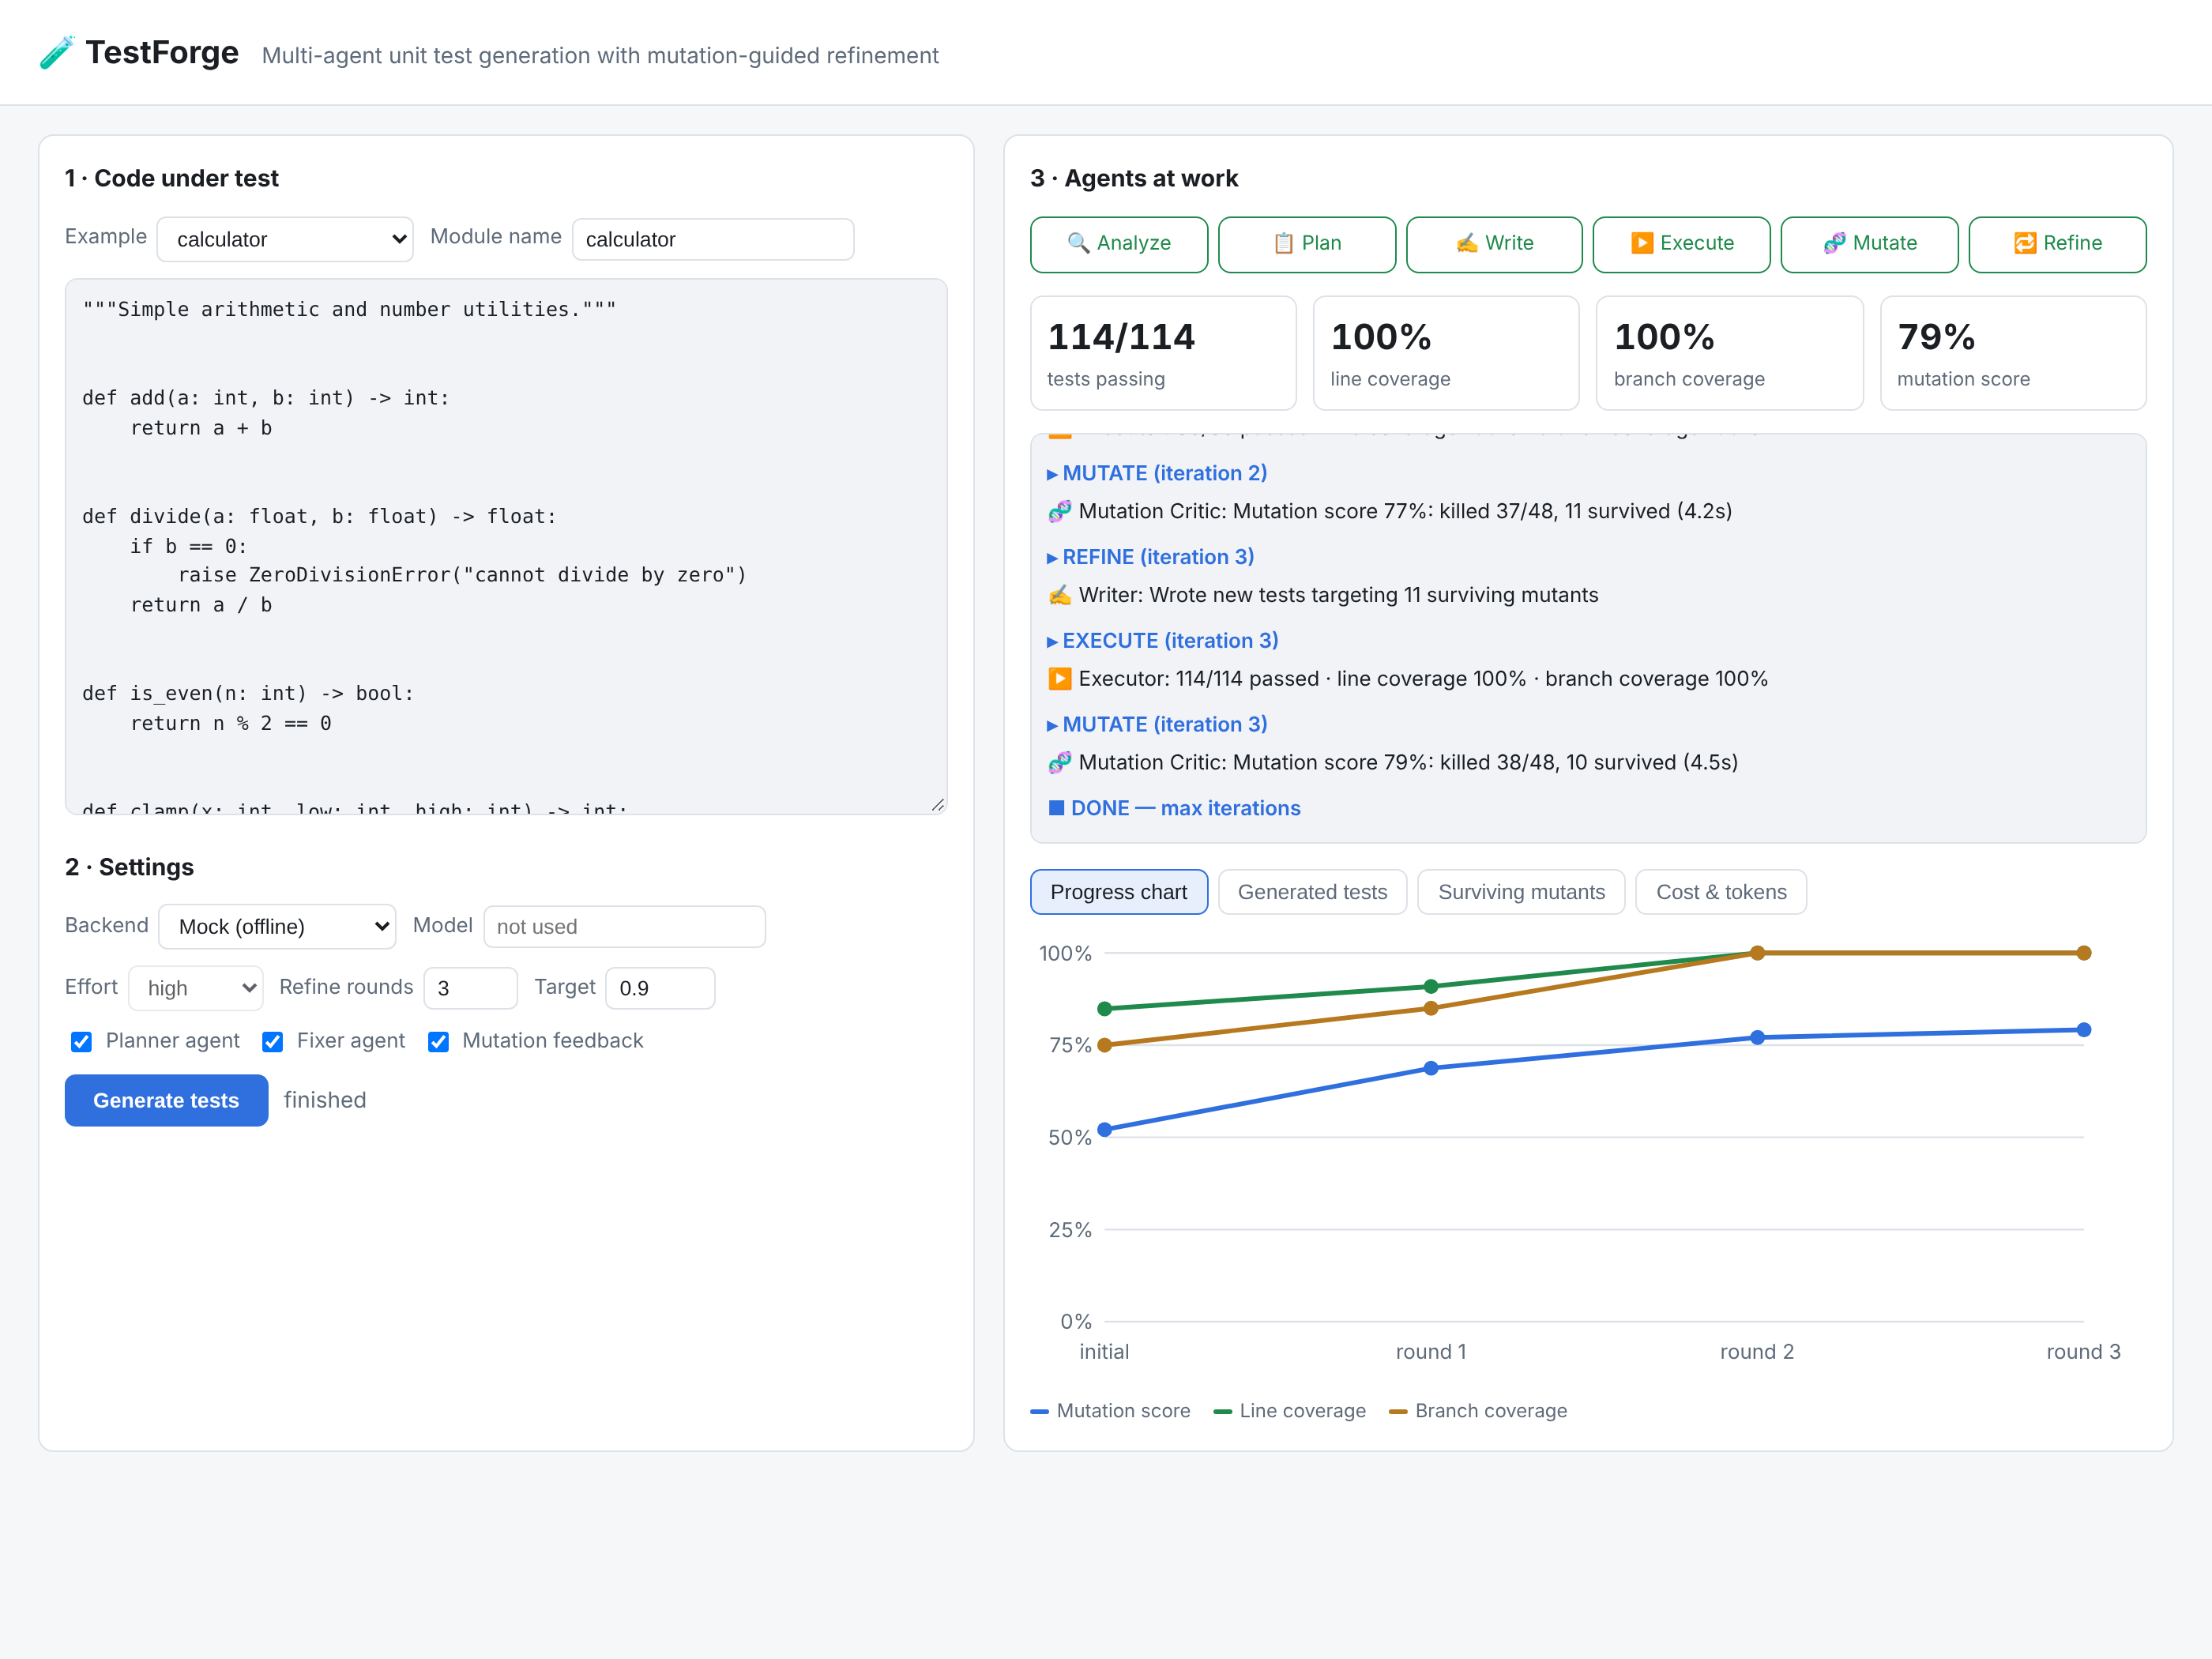 🧪 TestForge Multi-agent unit test generation with mutation-guided refinement
1 · Code under test
Example calculator Module name calculator
"""Simple arithmetic and number utilities."""
def add(a: int, b: int) -> int:
    return a + b
def divide(a: float, b: float) -> float:
    if b == 0:
        raise ZeroDivisionError("cannot divide by zero")
    return a / b
def is_even(n: int) -> bool:
    return n % 2 == 0
def clamp(x: int, low: int, high: int) -> int:
2 · Settings
Backend Mock (offline) Model not used
Effort high Refine rounds 3 Target 0.9
Planner agent Fixer agent Mutation feedback
Generate tests finished
3 · Agents at work
🔍 Analyze 📋 Plan ✍️ Write ▶️ Execute 🧬 Mutate 🔁 Refine
114/114 100% 100% 79%
tests passing line coverage branch coverage mutation score
▸ MUTATE (iteration 2)
🧬 Mutation Critic: Mutation score 77%: killed 37/48, 11 survived (4.2s)
▸ REFINE (iteration 3)
✍️ Writer: Wrote new tests targeting 11 surviving mutants
▸ EXECUTE (iteration 3)
▶️ Executor: 114/114 passed · line coverage 100% · branch coverage 100%
▸ MUTATE (iteration 3)
🧬 Mutation Critic: Mutation score 79%: killed 38/48, 10 survived (4.5s)
■ DONE — max iterations
Progress chart Generated tests Surviving mutants Cost & tokens
100%
75%
50%
25%
0%
initial round 1 round 2 round 3
Mutation score Line coverage Branch coverage